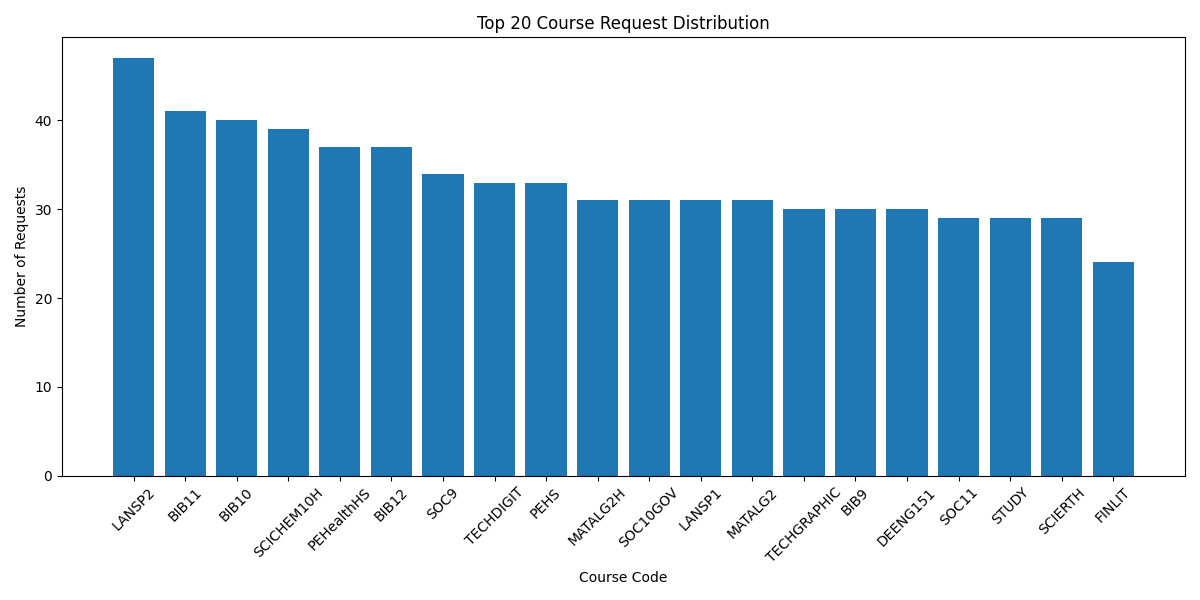 Top 20 Course Request Distribution
Number of Requests
40
30
20
10
0
LANSP2
BIB11
BIB10
SCICHEM10H
PEHealthHS
BIB12
SOC9
TECHDIGIT
PEHS
MATALG2H
SOC10GOV
LANSP1
MATALG2
TECHGRAPHIC
BIB9
DEENG151
SOC11
STUDY
SCIERTH
FINLIT
Course Code